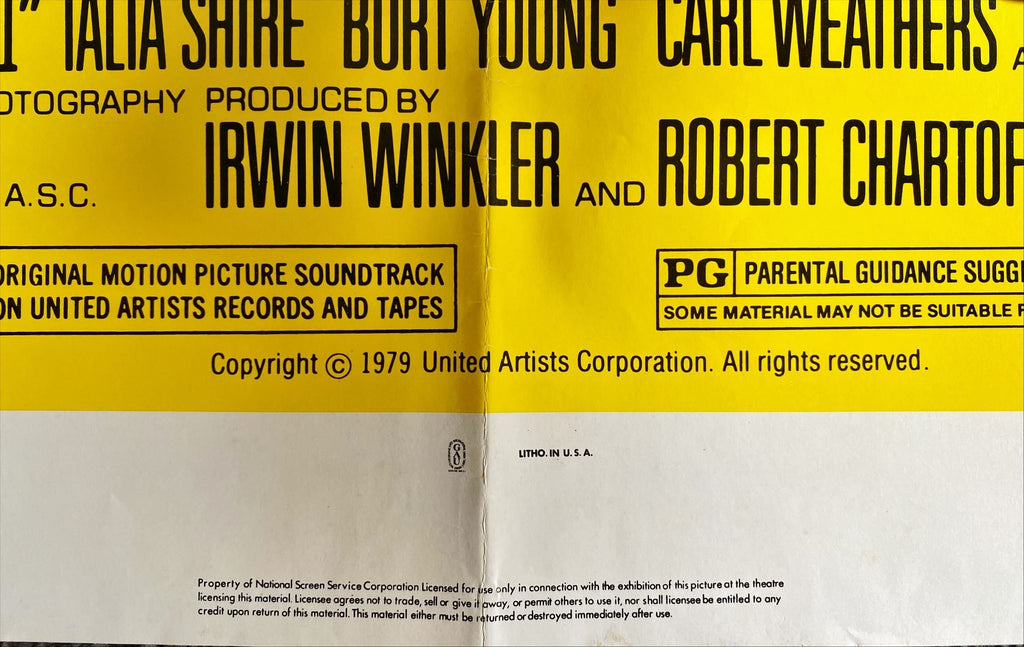 TALIA SHIRE BURT YOUNG CARL WEATHERS
OTOGRAPHY PRODUCED BY
A.S.C. IRWIN WINKLER AND ROBERT CHARTOF
ORIGINAL MOTION PICTURE SOUNDTRACK
ON UNITED ARTISTS RECORDS AND TAPES
PG PARENTAL GUIDANCE SUGG
SOME MATERIAL MAY NOT BE SUITABLE F
Copyright © 1979 United Artists Corporation. All rights reserved.
GAU
LITHO. IN U. S. A.
Property of National Screen Service Corporation Licensed for use only in connection with the exhibition of this picture at the theatre
licensing this material. Licensee agrees not to trade, sell or give it away, or permit others to use it, nor shall licensee be entitled to any
credit upon return of this material. This material either must be returned or destroyed immediately after use.